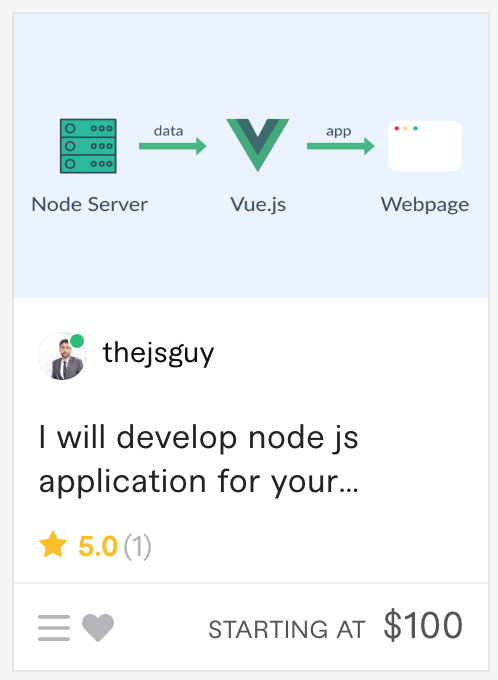 data
app
Node Server
Vue.js
Webpage
thejsguy
I will develop node js
application for your...
5.0 (1)
STARTING AT $100